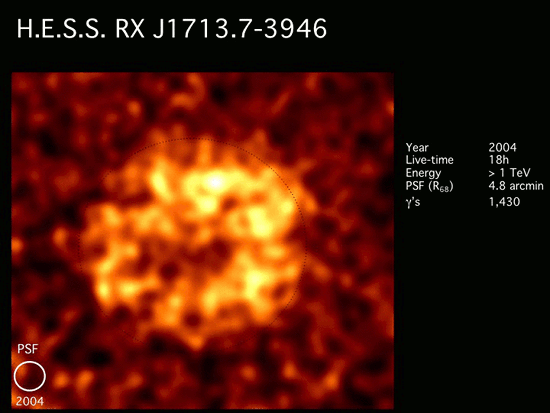 H.E.S.S. RX J1713.7-3946
Year 2004
Live-time 18h
Energy > 1 TeV
PSF (R68) 4.8 arcmin
γ's 1,430
PSF
2004